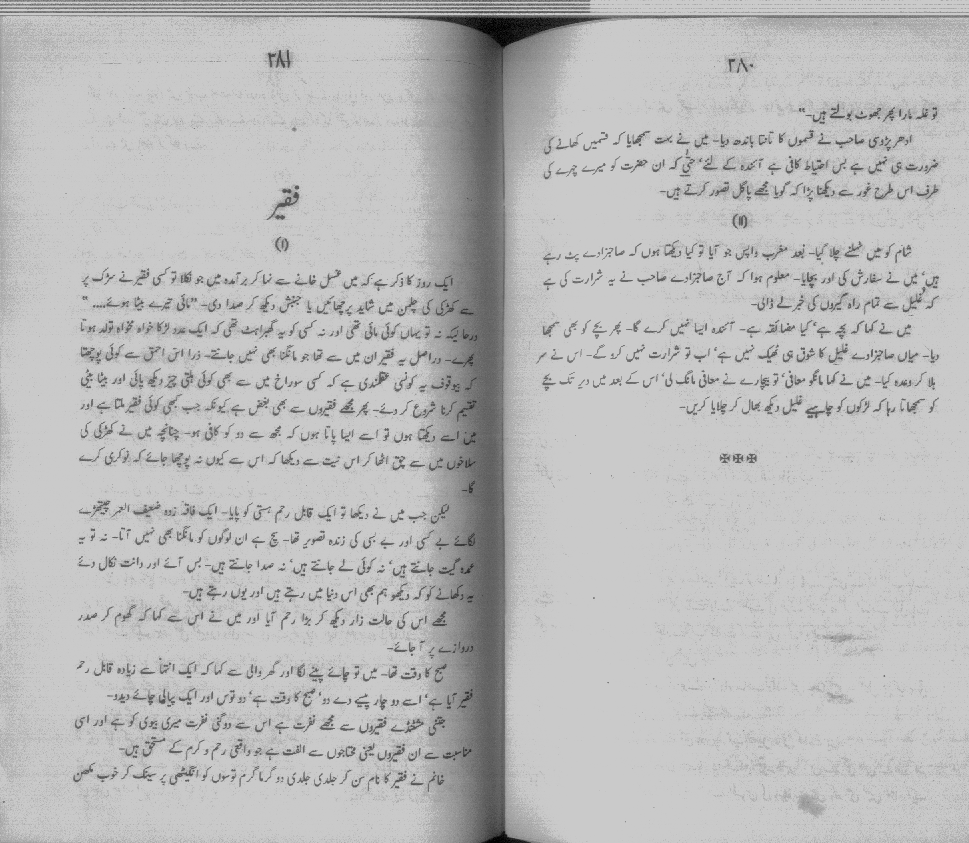 ۳۸۰
تو غلہ مارا پھر جھوٹ بولتے ہیں۔"
ادھر پڑوسی صاحب نے قسموں کا تانتا باندھ دیا۔ میں نے بہت سمجھایا کہ قسمیں کھانے کی
ضرورت ہی نہیں ہے بس احتیاط کافی ہے آئندہ کے لئے' حتیٰ کہ ان حضرت کو میرے چہرے کی
طرف اس طرح غور سے دیکھنا پڑا کہ گویا مجھے پاگل تصور کرتے ہیں۔
(II)
شام کو میں ٹہلنے چلا گیا۔ بعد مغرب واپس جو آیا تو کیا دیکھتا ہوں کہ صاحبزادے پٹ رہے
ہیں' میں نے سفارش کی اور بچایا۔ معلوم ہوا کہ آج صاحبزادے صاحب نے یہ شرارت کی ہے
کہ غلیل سے تمام راہ گیروں کی خبر لے ڈالی۔
میں نے کہا کہ بچہ ہے' کیا مضائقہ ہے۔ آئندہ ایسا نہیں کرے گا۔ پھر بچے کو بھی سمجھا
دیا۔ میاں صاحبزادے غلیل کا شوق ہی ٹھیک نہیں ہے' اب تو شرارت نہیں کرو گے۔ اس نے سر
ہلا کر وعدہ کیا۔ میں نے کہا مانگو معافی' تو بیچارے نے معافی مانگ لی' اس کے بعد میں دیر تک بچے
کو سمجھاتا رہا کہ لڑکوں کو چاہیے غلیل دیکھ بھال کر چلایا کریں۔
✠✠✠
۳۸۱
فقیر
(I)
ایک روز کا ذکر ہے کہ میں غسل خانے سے نہا کر برآمدہ میں جو نکلا تو کسی فقیر نے سڑک پر
سے کھڑکی کی چلمن میں شاید پرچھائیں یا جنبش دیکھ کر صدا دی۔ "مائی تیرے بیٹا ہوئے...."
درحالیکہ نہ تو یہاں کوئی مائی تھی اور نہ کسی کو یہ گھبراہٹ تھی کہ ایک عدد لڑکا خواہ مخواہ تولد ہوتا
پھرے۔ دراصل یہ فقیر ان میں سے تھا جو مانگنا بھی نہیں جانتے۔ ذرا اس احمق سے کوئی پوچھتا
کہ بیوقوف یہ کونسی عقلمندی ہے کہ کسی سوراخ میں سے بھی کوئی ہلتی چیز دیکھ پائی اور بیٹا بیٹی
تقسیم کرنا شروع کر دئے۔ پھر مجھے فقیروں سے بھی بغض ہے کیونکہ جب کبھی کوئی فقیر ملتا ہے اور
میں اسے دیکھتا ہوں تو اسے ایسا پاتا ہوں کہ مجھ سے دو کو کافی ہو۔ چنانچہ میں نے کھڑکی کی
سلاخوں میں سے چق اٹھا کر اس نیت سے دیکھا کہ اس سے کیوں نہ پوچھا جائے کہ نوکری کرے
گا۔
لیکن جب میں نے دیکھا تو ایک قابل رحم ہستی کو پایا۔ ایک فاقہ زدہ ضعیف العمر چیتھڑے
لگائے بے کسی اور بے بسی کی زندہ تصویر تھا۔ سچ ہے ان لوگوں کو مانگنا بھی نہیں آتا۔ نہ تو یہ
عمدہ گیت جانتے ہیں' نہ کوئی لے جانتے ہیں' نہ صدا جانتے ہیں۔ بس آئے اور دانت نکال دئے
یہ دکھانے کو کہ دیکھو ہم بھی اس دنیا میں رہتے ہیں اور یوں رہتے ہیں۔
مجھے اس کی حالت زار دیکھ کر بڑا رحم آیا اور میں نے اس سے کہا کہ گھوم کر صدر
دروازے پر آ جائے۔
صبح کا وقت تھا۔ میں تو چائے پینے لگا اور گھر والی سے کہا کہ ایک انتہا سے زیادہ قابل رحم
فقیر آیا ہے' اسے دو چار پیسے دے دو' صبح کا وقت ہے' دو توس اور ایک پیالی چائے دیدو۔
جتنی مشٹنڈے فقیروں سے مجھے نفرت ہے اس سے دوگنی نفرت میری بیوی کو ہے اور اسی
مناسبت سے ان فقیروں یعنی محتاجوں سے الفت ہے جو واقعی رحم و کرم کے مستحق ہیں۔
خانم نے فقیر کا نام سن کر جلدی جلدی دو گرما گرم توسوں کو انگیٹھی پر سینک کر خوب مکھن